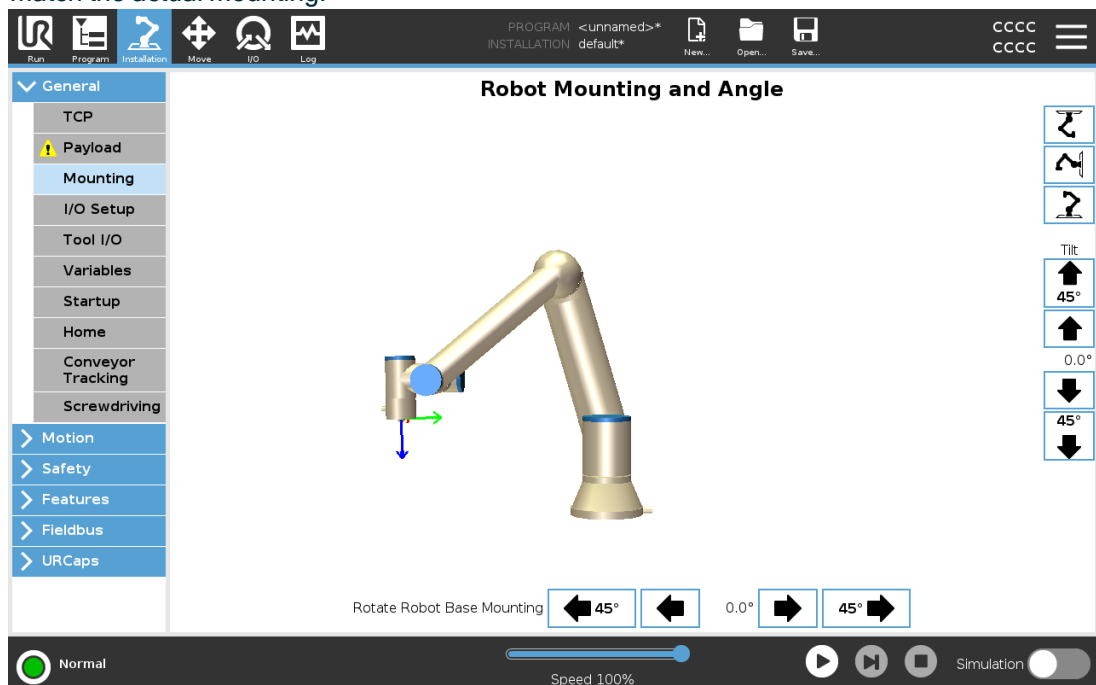 match the actual mounting.
UR
PROGRAM <unnamed>*
INSTALLATION default*
CCCC
CCCC
Run Program Installation Move I/O Log New... Open... Save...
General
Robot Mounting and Angle
TCP
Payload
Mounting
I/O Setup
Tool I/O
Variables
Startup
Home
Conveyor
Tracking
Screwdriving
Motion
Safety
Features
Fieldbus
URCaps
Tilt
45°
0.0°
45°
Rotate Robot Base Mounting 45° 0.0° 45°
Normal
Speed 100%
Simulation